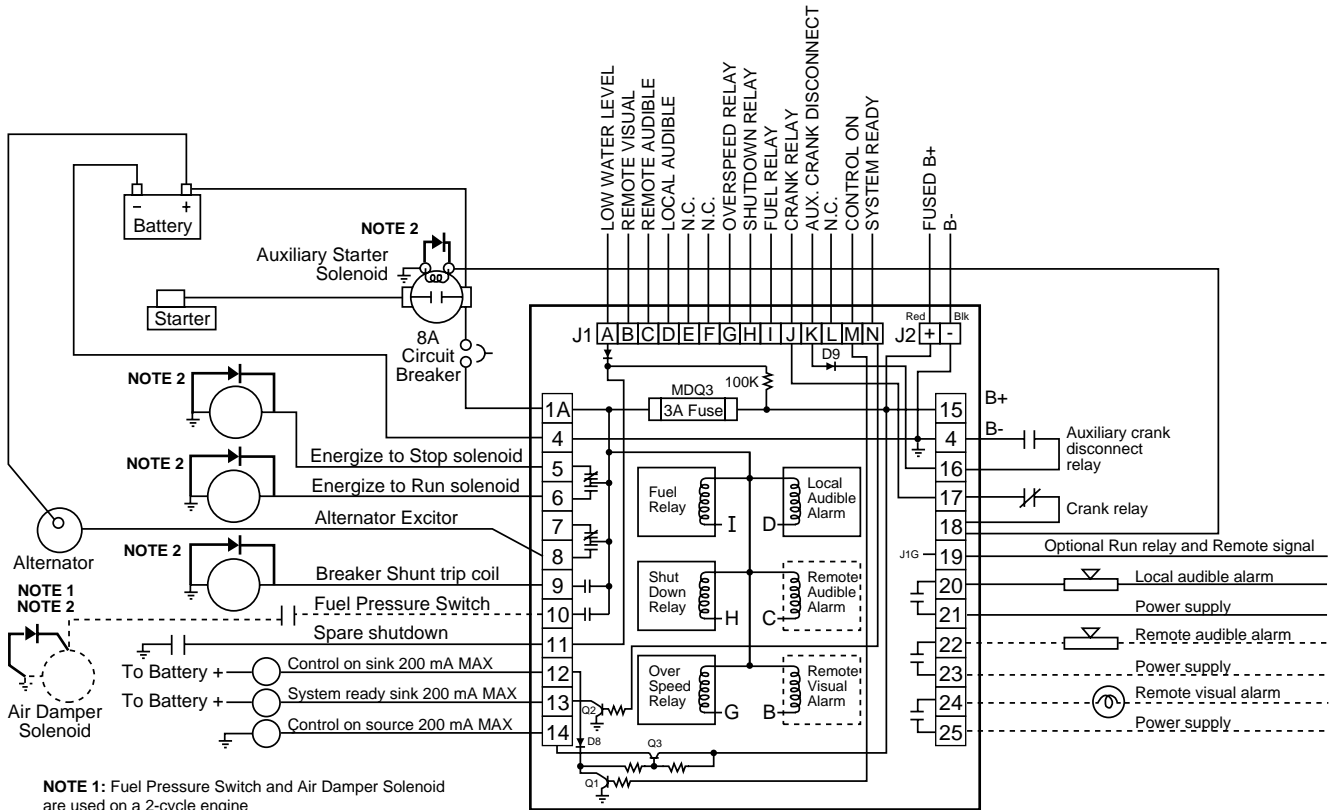 LOW WATER LEVEL
REMOTE VISUAL
REMOTE AUDIBLE
LOCAL AUDIBLE
N.C.
N.C.
OVERSPEED RELAY
SHUTDOWN RELAY
FUEL RELAY
CRANK RELAY
AUX. CRANK DISCONNECT
N.C.
CONTROL ON
SYSTEM READY
FUSED B+
B-
− +
Battery
NOTE 2
Auxiliary Starter
Solenoid
Starter
8A
Circuit
Breaker
Red
Blk
J1 A B C D E F G H I J K L M N
J2 + -
D9
100K
MDQ3
3A Fuse
NOTE 2
NOTE 2
Energize to Stop solenoid
Energize to Run solenoid
Alternator Excitor
Alternator
NOTE 2
Breaker Shunt trip coil
NOTE 1
NOTE 2
Fuel Pressure Switch
Spare shutdown
Air Damper
Solenoid
To Battery +
Control on sink 200 mA MAX
To Battery +
System ready sink 200 mA MAX
Control on source 200 mA MAX
1A
4
5
6
7
8
9
10
11
12
13
14
Fuel
Relay
I
D
Local
Audible
Alarm
Shut
Down
Relay
H
C
Remote
Audible
Alarm
Over
Speed
Relay
G
B
Remote
Visual
Alarm
Q2
D8
Q3
Q1
15
4
16
17
18
J1G
19
20
21
22
23
24
25
B+
B-
Auxiliary crank
disconnect
relay
Crank relay
Optional Run relay and Remote signal
Local audible alarm
Power supply
Remote audible alarm
Power supply
Remote visual alarm
Power supply
NOTE 1: Fuel Pressure Switch and Air Damper Solenoid
are used on a 2-cycle engine